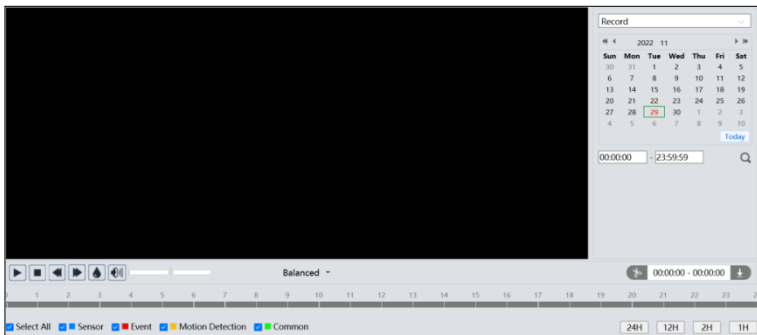 Record
2022 11
Sun Mon Tue Wed Thu Fri Sat
30 31 1 2 3 4 5
6 7 8 9 10 11 12
13 14 15 16 17 18 19
20 21 22 23 24 25 26
27 28 29 30 1 2 3
4 5 6 7 8 9 10
Today
00:00:00 - 23:59:59
Balanced
00:00:00 - 00:00:00
1 2 3 4 5 6 7 8 9 10 11 12 13 14 15 16 17 18 19 20 21 22 23
Select All Sensor Event Motion Detection Common
24H 12H 2H 1H